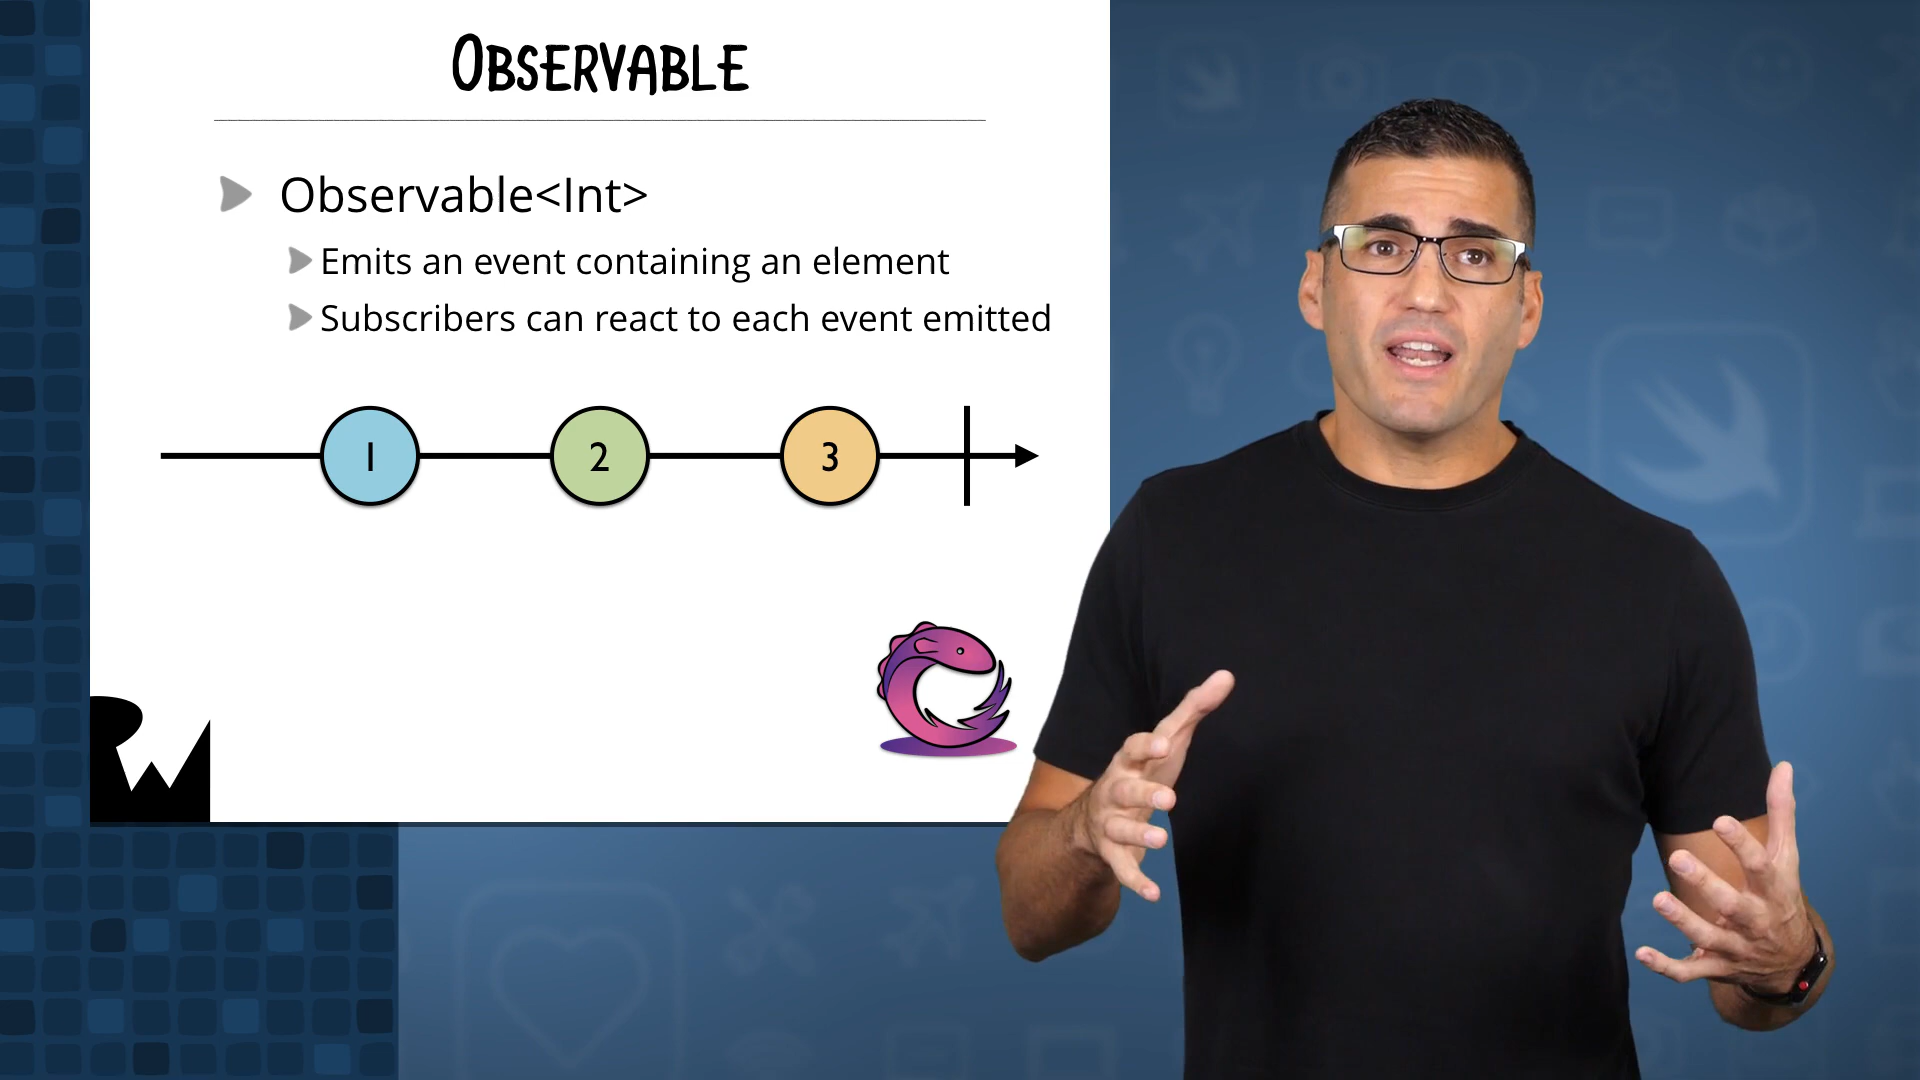 OBSERVABLE
Observable<Int>
Emits an event containing an element
Subscribers can react to each event emitted
1 2 3
RW